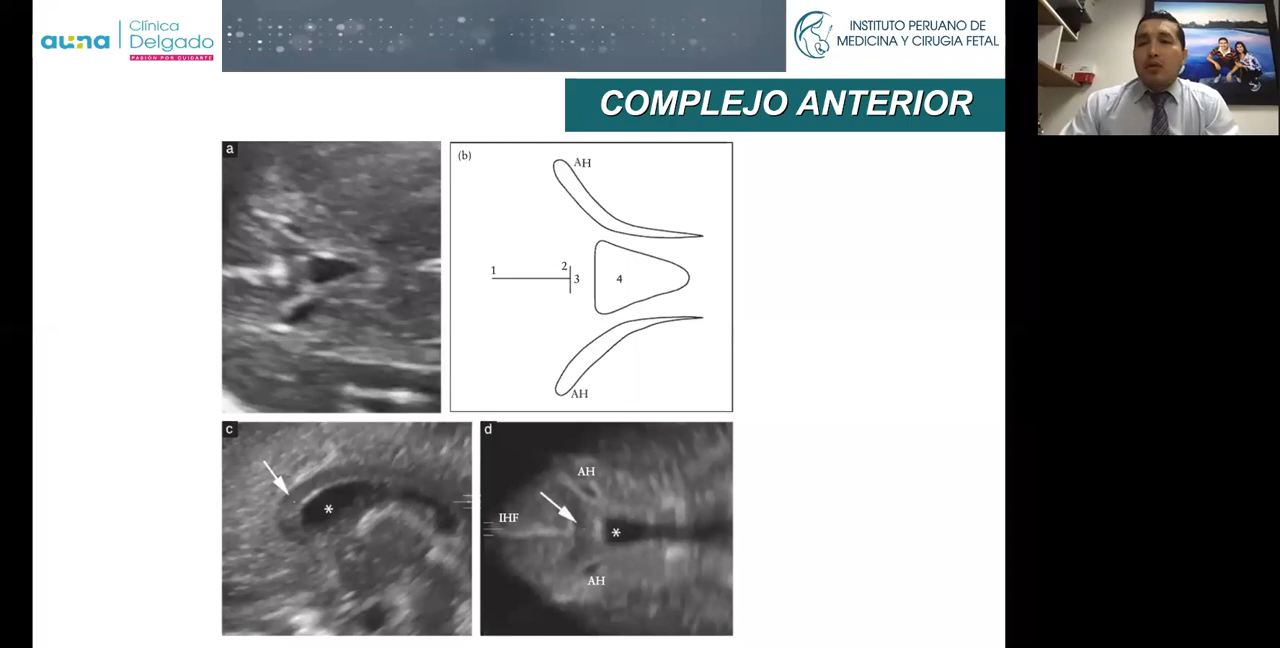 auna
Clínica
Delgado
PASIÓN POR CUIDARTE
INSTITUTO PERUANO DE
MEDICINA Y CIRUGIA FETAL
COMPLEJO ANTERIOR
a
(b)
AH
1
2
3
4
AH
c
*
d
AH
IHF
*
AH